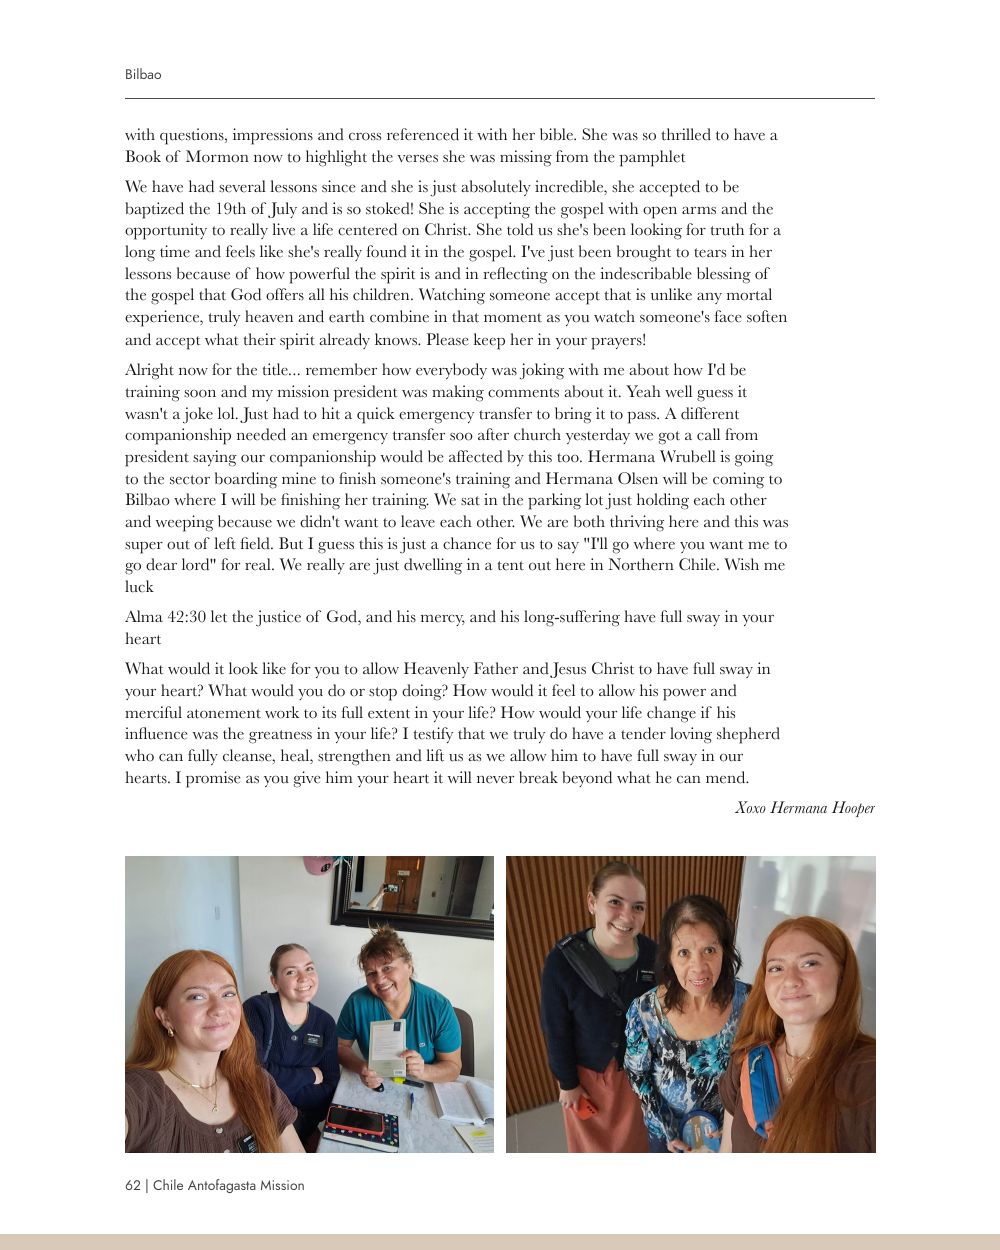 Bilbao
with questions, impressions and cross referenced it with her bible. She was so thrilled to have a
Book of Mormon now to highlight the verses she was missing from the pamphlet
We have had several lessons since and she is just absolutely incredible, she accepted to be
baptized the 19th of July and is so stoked! She is accepting the gospel with open arms and the
opportunity to really live a life centered on Christ. She told us she's been looking for truth for a
long time and feels like she's really found it in the gospel. I've just been brought to tears in her
lessons because of how powerful the spirit is and in reflecting on the indescribable blessing of
the gospel that God offers all his children. Watching someone accept that is unlike any mortal
experience, truly heaven and earth combine in that moment as you watch someone's face soften
and accept what their spirit already knows. Please keep her in your prayers!
Alright now for the title... remember how everybody was joking with me about how I'd be
training soon and my mission president was making comments about it. Yeah well guess it
wasn't a joke lol. Just had to hit a quick emergency transfer to bring it to pass. A different
companionship needed an emergency transfer soo after church yesterday we got a call from
president saying our companionship would be affected by this too. Hermana Wrubell is going
to the sector boarding mine to finish someone's training and Hermana Olsen will be coming to
Bilbao where I will be finishing her training. We sat in the parking lot just holding each other
and weeping because we didn't want to leave each other. We are both thriving here and this was
super out of left field. But I guess this is just a chance for us to say "I'll go where you want me to
go dear lord" for real. We really are just dwelling in a tent out here in Northern Chile. Wish me
luck
Alma 42:30 let the justice of God, and his mercy, and his long-suffering have full sway in your
heart
What would it look like for you to allow Heavenly Father and Jesus Christ to have full sway in
your heart? What would you do or stop doing? How would it feel to allow his power and
merciful atonement work to its full extent in your life? How would your life change if his
influence was the greatness in your life? I testify that we truly do have a tender loving shepherd
who can fully cleanse, heal, strengthen and lift us as we allow him to have full sway in our
hearts. I promise as you give him your heart it will never break beyond what he can mend.
Xoxo Hermana Hooper
62 | Chile Antofagasta Mission